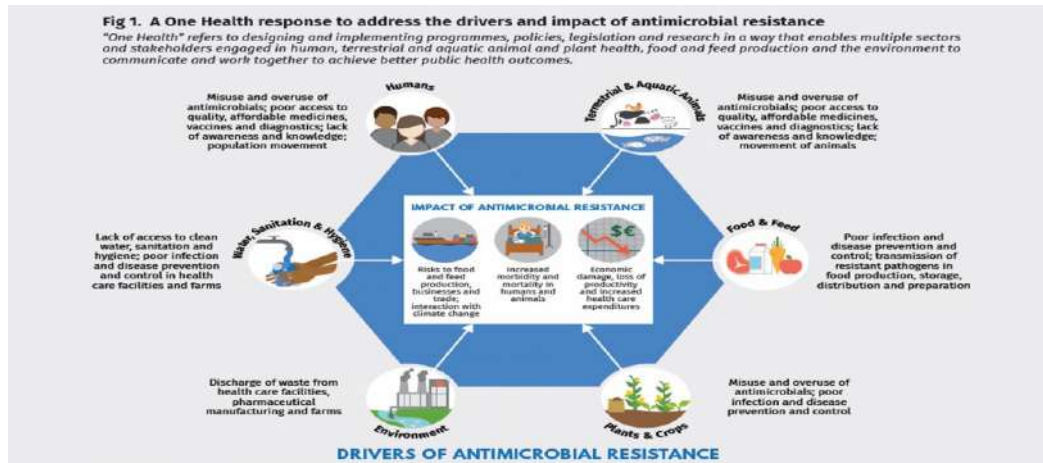 Fig 1. A One Health response to address the drivers and impact of antimicrobial resistance
"One Health" refers to designing and implementing programmes, policies, legislation and research in a way that enables multiple sectors
and stakeholders engaged in human, terrestrial and aquatic animal and plant health, food and feed production and the environment to
communicate and work together to achieve better public health outcomes.
Humans
Misuse and overuse of
antimicrobials; poor access to
quality, affordable medicines,
vaccines and diagnostics; lack
of awareness and knowledge;
population movement
Terrestrial & Aquatic Animals
Misuse and overuse of
antimicrobials; poor access to
quality, affordable medicines,
vaccines and diagnostics; lack
of awareness and knowledge;
movement of animals
Water, Sanitation & Hygiene
Lack of access to clean
water, sanitation and
hygiene; poor infection
and disease prevention
and control in health
care facilities and farms
IMPACT OF ANTIMICROBIAL RESISTANCE
$€
Risks to food
and feed
production,
businesses and
trade;
interaction with
climate change
Increased
morbidity and
mortality in
humans and
animals
Economic
damage, loss of
productivity
and increased
health care
expenditures
Food & Feed
Poor infection and
disease prevention and
control; transmission of
resistant pathogens in
food production, storage,
distribution and preparation
Discharge of waste from
health care facilities,
pharmaceutical
manufacturing and farms
Environment
Misuse and overuse of
antimicrobials; poor
infection and disease
prevention and control
Plants & Crops
DRIVERS OF ANTIMICROBIAL RESISTANCE